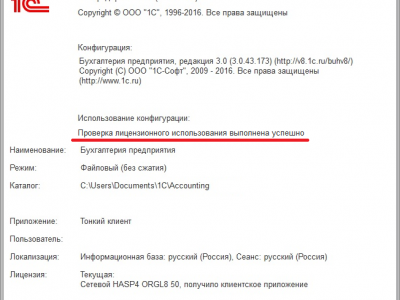 1С
Copyright © ООО "1С", 1996-2016. Все права защищены
Конфигурация:
Бухгалтерия предприятия, редакция 3.0 (3.0.43.173) (http://v8.1c.ru/buhv8/)
Copyright (С) ООО "1С-Софт", 2009 - 2016. Все права защищены
(http://www.1c.ru)
Использование конфигурации:
Проверка лицензионного использования выполнена успешно
Наименование: Бухгалтерия предприятия
Режим: Файловый (без сжатия)
Каталог: C:\Users\Documents\1C\Accounting
Приложение: Тонкий клиент
Пользователь:
Локализация: Информационная база: русский (Россия), Сеанс: русский (Россия)
Лицензия: Текущая:
Сетевой HASP4 ORGL8 50, получило клиентское приложение